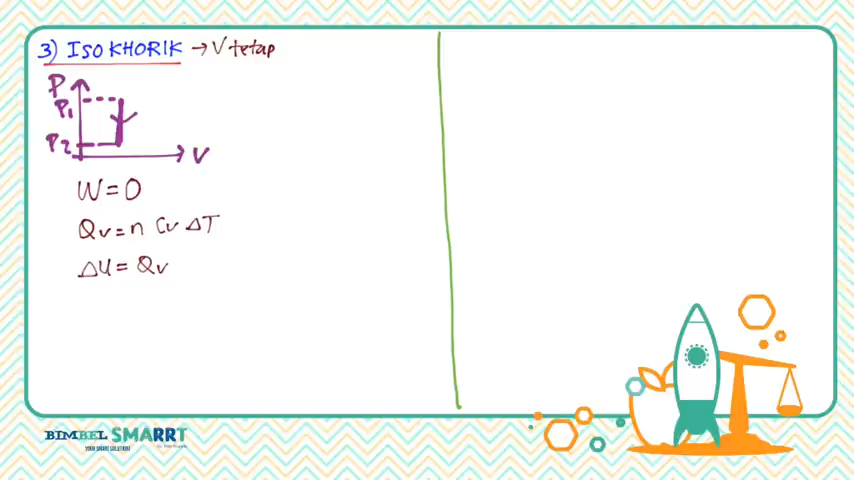 3) ISOKHORIK → V tetap
P
P1
P2
V
W = 0
Qv = n Cv ΔT
ΔU = Qv
BIMBEL SMARRT
YOUR SMART SOLUTION!